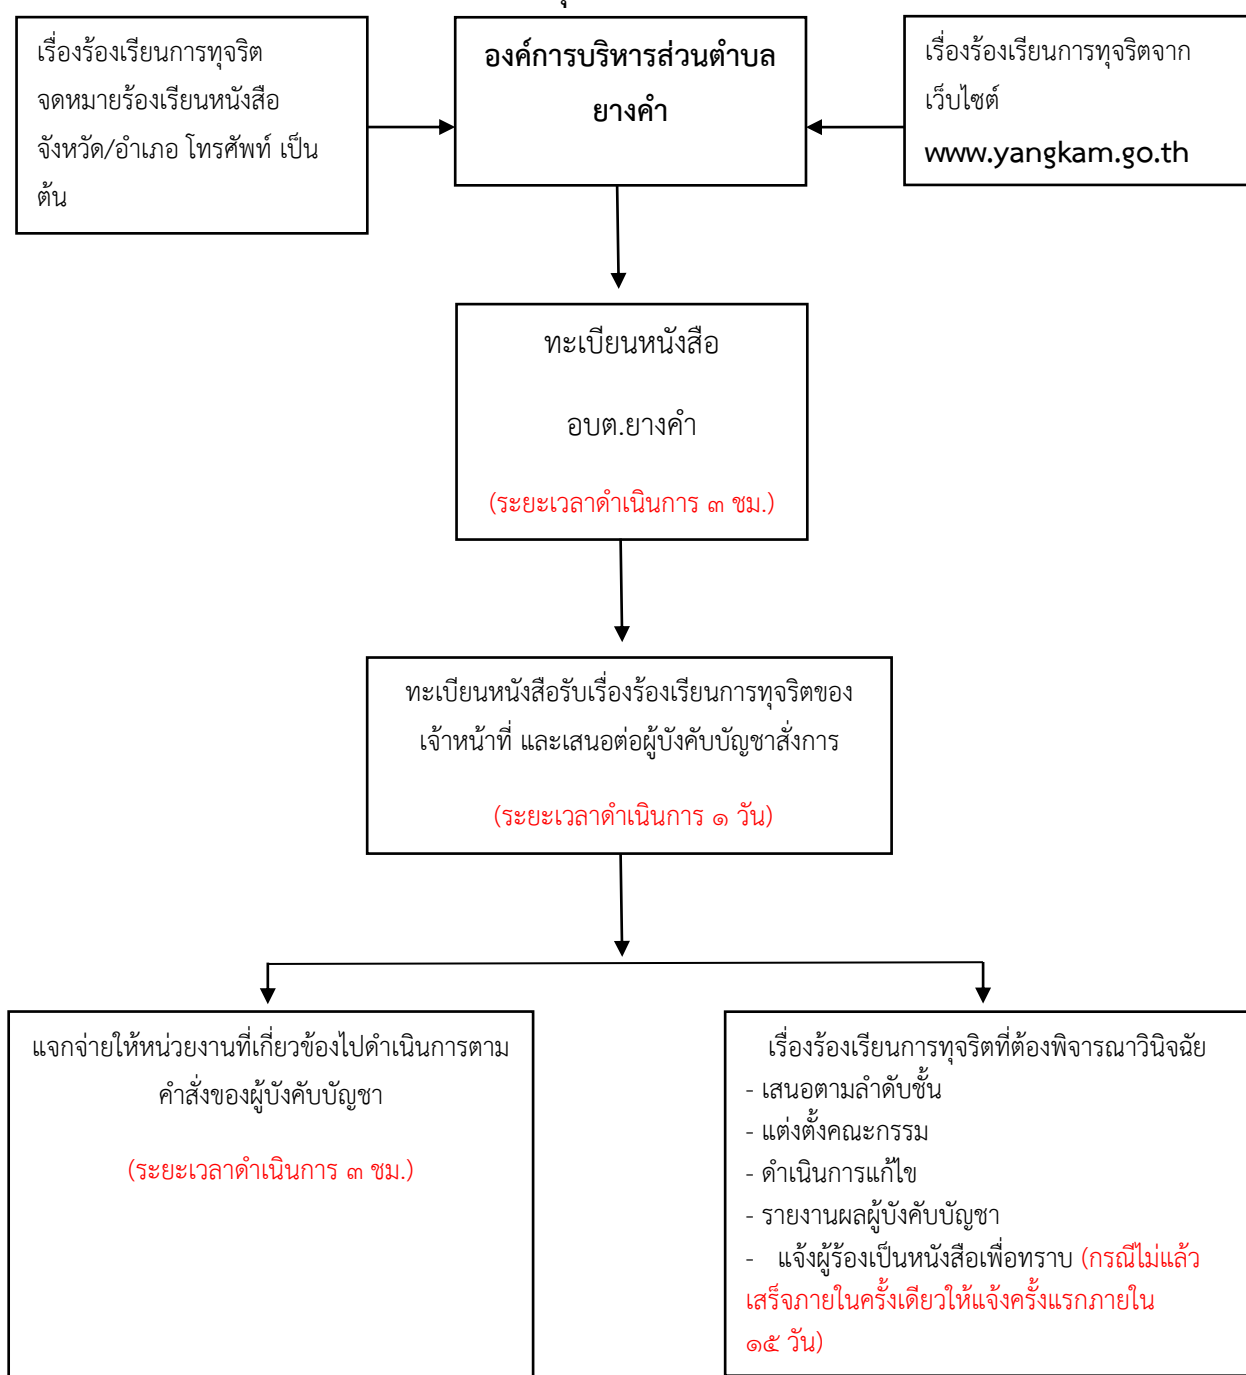 เรื่องร้องเรียนการทุจริต
จดหมายร้องเรียนหนังสือ
จังหวัด/อำเภอ โทรศัพท์ เป็น
ต้น
องค์การบริหารส่วนตำบล
ยางคำ
เรื่องร้องเรียนการทุจริตจาก
เว็บไซต์
www.yangkam.go.th
ทะเบียนหนังสือ
อบต.ยางคำ
(ระยะเวลาดำเนินการ ๓ ชม.)
ทะเบียนหนังสือรับเรื่องร้องเรียนการทุจริตของ
เจ้าหน้าที่ และเสนอต่อผู้บังคับบัญชาสั่งการ
(ระยะเวลาดำเนินการ ๑ วัน)
แจกจ่ายให้หน่วยงานที่เกี่ยวข้องไปดำเนินการตาม
คำสั่งของผู้บังคับบัญชา
(ระยะเวลาดำเนินการ ๓ ชม.)
เรื่องร้องเรียนการทุจริตที่ต้องพิจารณาวินิจฉัย
- เสนอตามลำดับชั้น
- แต่งตั้งคณะกรรม
- ดำเนินการแก้ไข
- รายงานผลผู้บังคับบัญชา
- แจ้งผู้ร้องเป็นหนังสือเพื่อทราบ (กรณีไม่แล้ว
เสร็จภายในครั้งเดียวให้แจ้งครั้งแรกภายใน
๑๕ วัน)